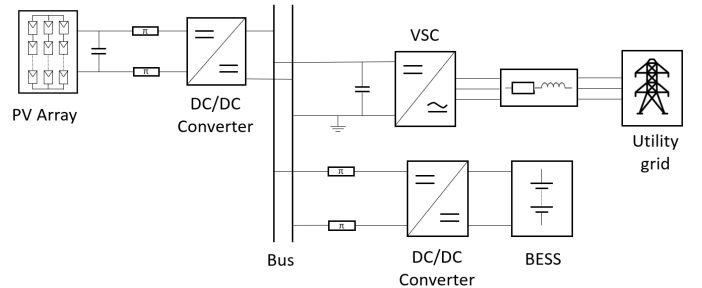 π
π
PV Array
DC/DC
Converter
VSC
Utility
grid
π
π
Bus
DC/DC
Converter
BESS